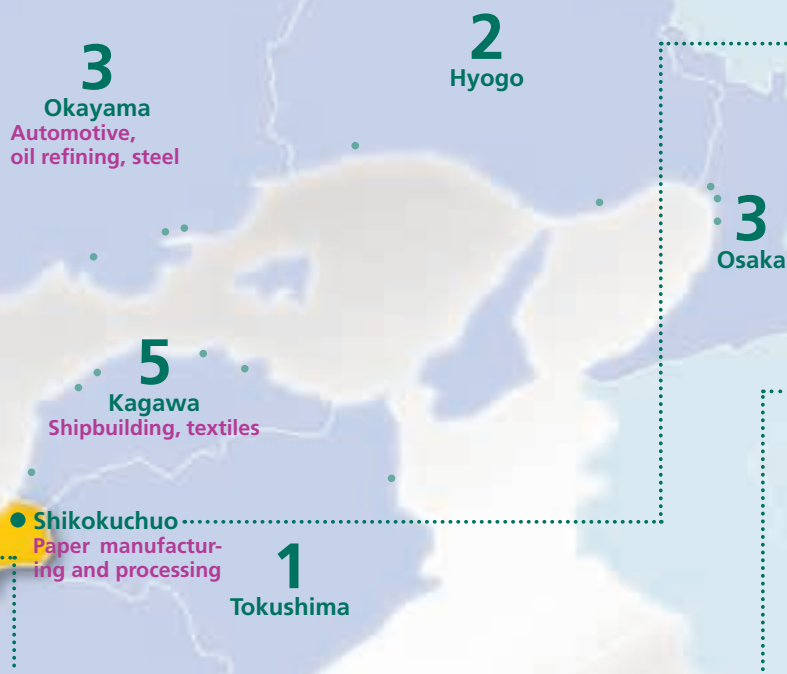 3
Okayama
Automotive,
oil refining, steel
2
Hyogo
3
Osaka
5
Kagawa
Shipbuilding, textiles
Shikokuchuo
Paper manufactur-
ing and processing
1
Tokushima